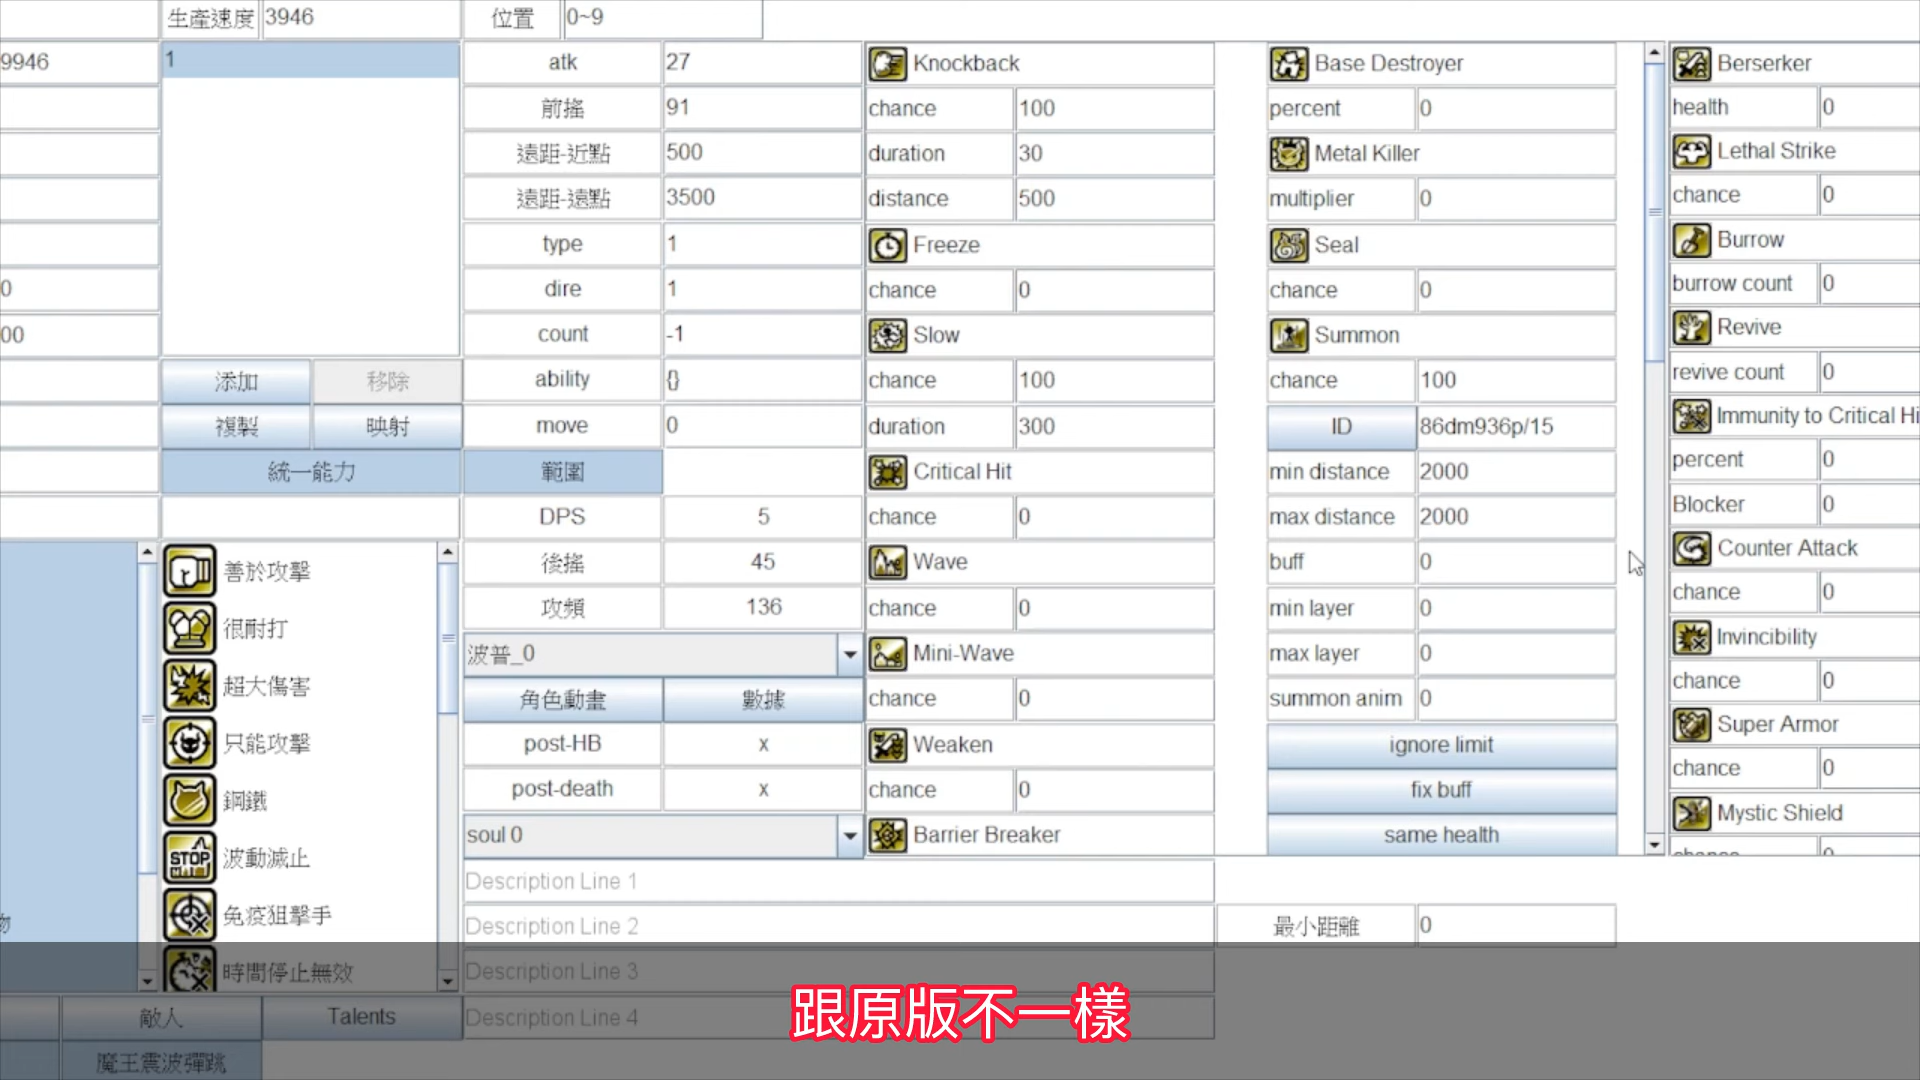 生產速度 3946 位置 0~9
9946 1
0
00
添加 移除
複製 映射
統一能力
善於攻擊
很耐打
超大傷害
只能攻擊
鋼鐵
STOP 波動滅止
免疫狙擊手
時間停止無效
物
敵人 Talents
魔王震波彈跳
atk 27
前搖 91
遠距-近點 500
遠距-遠點 3500
type 1
dire 1
count -1
ability {}
move 0
範圍
DPS 5
後搖 45
攻頻 136
波普_0
角色動畫 數據
post-HB x
post-death x
soul 0
Description Line 1
Description Line 2
Description Line 3
Description Line 4
Knockback
chance 100
duration 30
distance 500
Freeze
chance 0
Slow
chance 100
duration 300
Critical Hit
chance 0
Wave
chance 0
Mini-Wave
chance 0
Weaken
chance 0
Barrier Breaker
Base Destroyer
percent 0
Metal Killer
multiplier 0
Seal
chance 0
Summon
chance 100
ID 86dm936p/15
min distance 2000
max distance 2000
buff 0
min layer 0
max layer 0
summon anim 0
ignore limit
fix buff
same health
最小距離 0
Berserker
health 0
Lethal Strike
chance 0
Burrow
burrow count 0
Revive
revive count 0
Immunity to Critical Hi
percent 0
Blocker 0
Counter Attack
chance 0
Invincibility
chance 0
Super Armor
chance 0
Mystic Shield
chance 0
跟原版不一樣